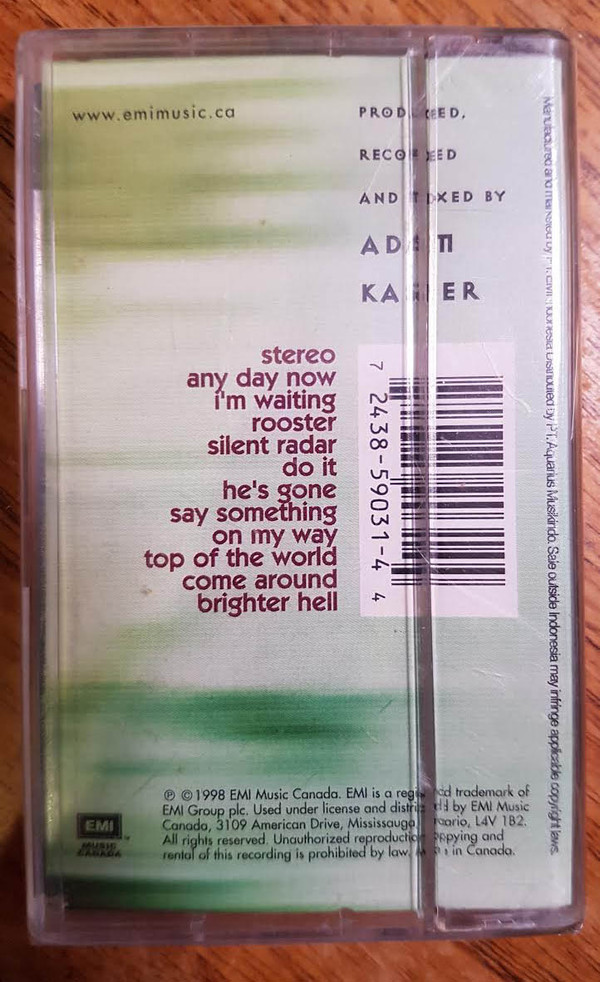 www.emimusic.ca
PRODUCED,
RECORDED
AND MIXED BY
ADAM
KASPER
stereo
any day now
i'm waiting
rooster
silent radar
do it
he's gone
say something
on my way
top of the world
come around
brighter hell
7 2438-59031-4 4
℗ ©1998 EMI Music Canada. EMI is a registered trademark of
EMI Group plc. Used under license and distributed by EMI Music
Canada, 3109 American Drive, Mississauga, Ontario, L4V 1B2.
All rights reserved. Unauthorized reproduction, copying and
rental of this recording is prohibited by law. Made in Canada.
EMI
MUSIC
CANADA
Manufactured and marketed by Indonesia Distributed by PT. Aquarius Musikindo. Sale outside Indonesia may infringe applicable copyright laws.